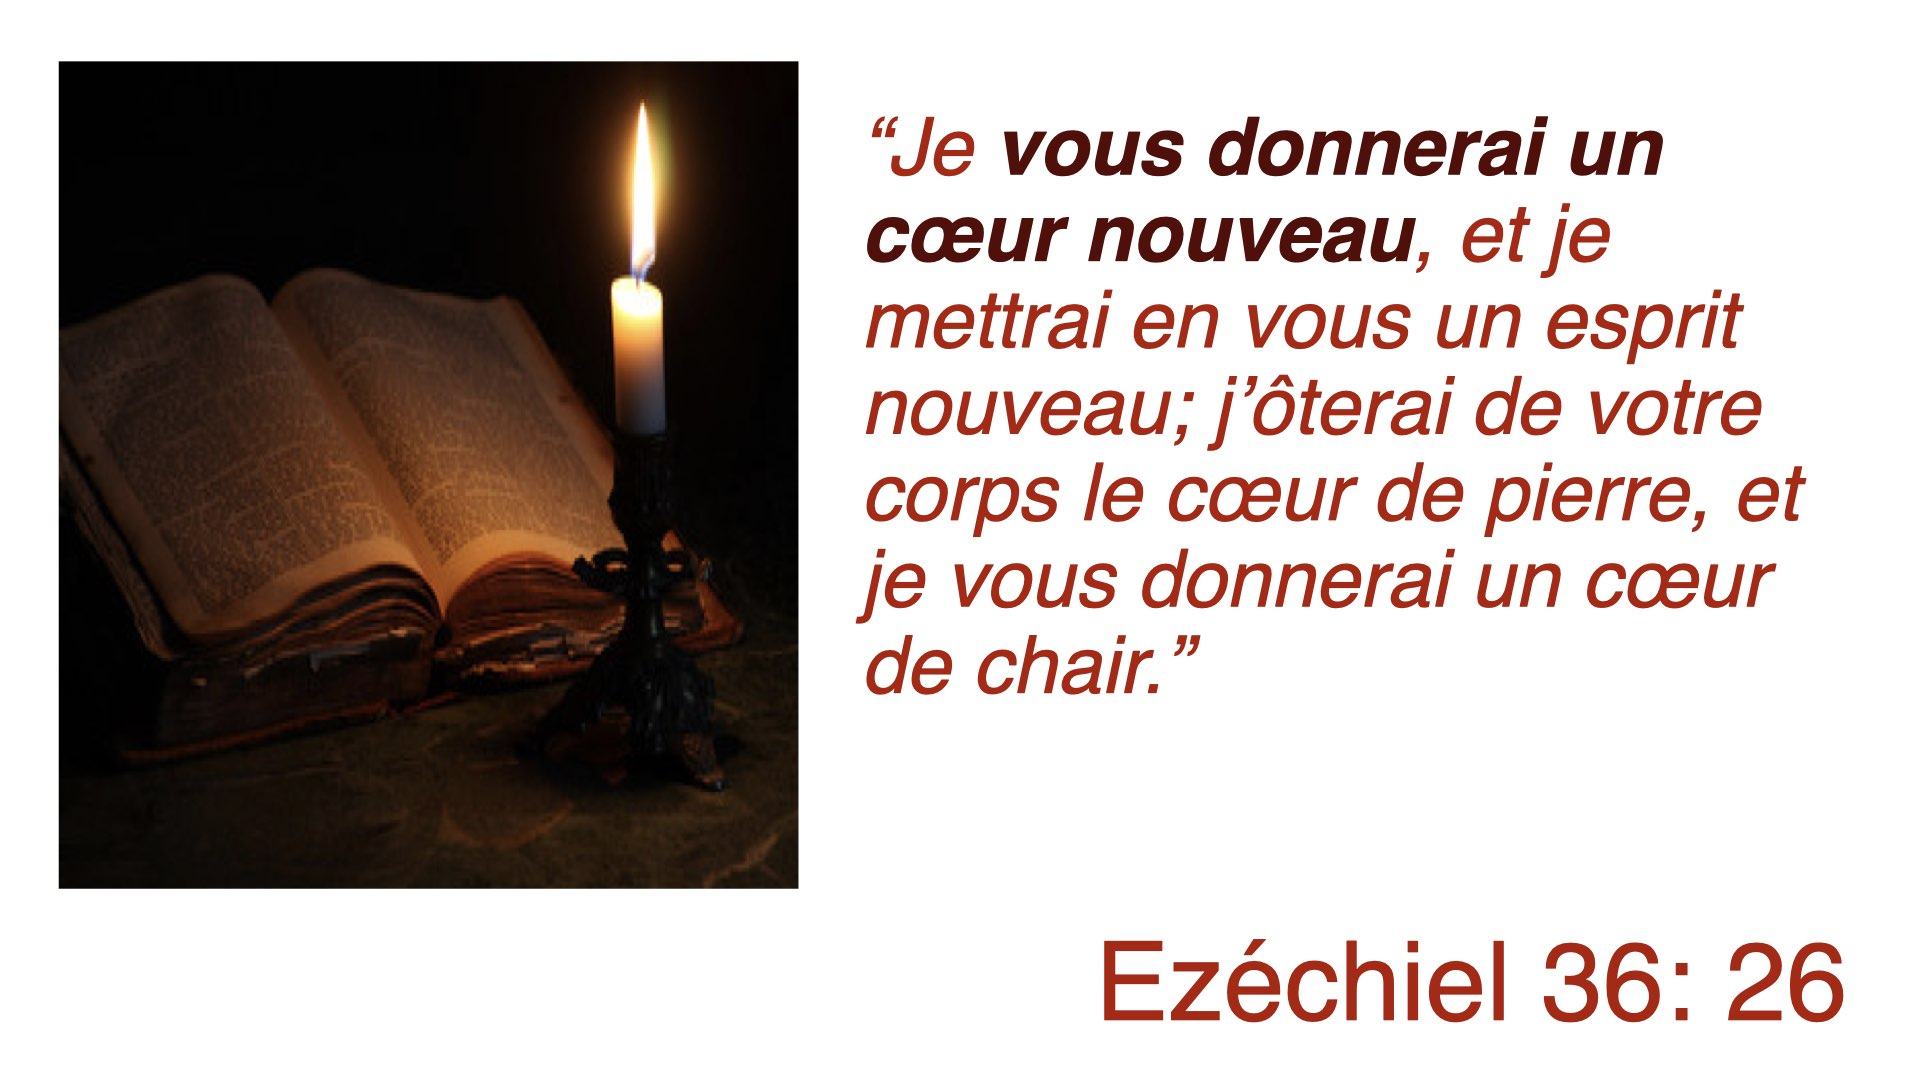 “Je vous donnerai un
cœur nouveau, et je
mettrai en vous un esprit
nouveau; j’ôterai de votre
corps le cœur de pierre, et
je vous donnerai un cœur
de chair.”
Ezéchiel 36: 26